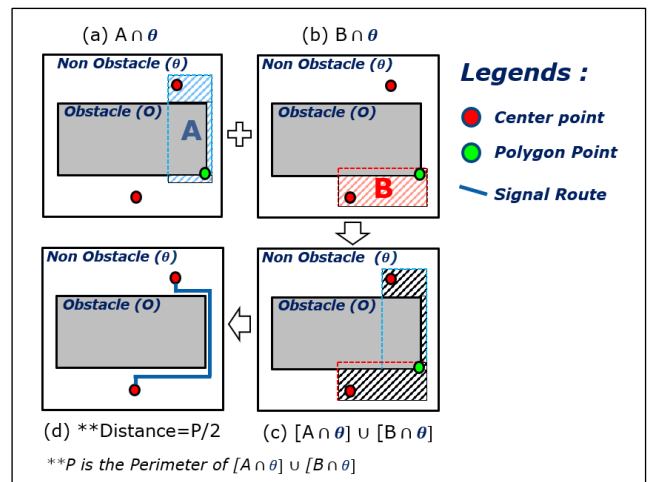 (a) A ∩ θ
Non Obstacle (θ)
Obstacle (O)
A
(b) B ∩ θ
Non Obstacle (θ)
Obstacle (O)
B
Legends :
Center point
Polygon Point
Signal Route
Non Obstacle (θ)
Obstacle (O)
(d) **Distance=P/2
Non Obstacle (θ)
Obstacle (O)
(c) [A ∩ θ] ∪ [B ∩ θ]
**P is the Perimeter of [A ∩ θ] ∪ [B ∩ θ]